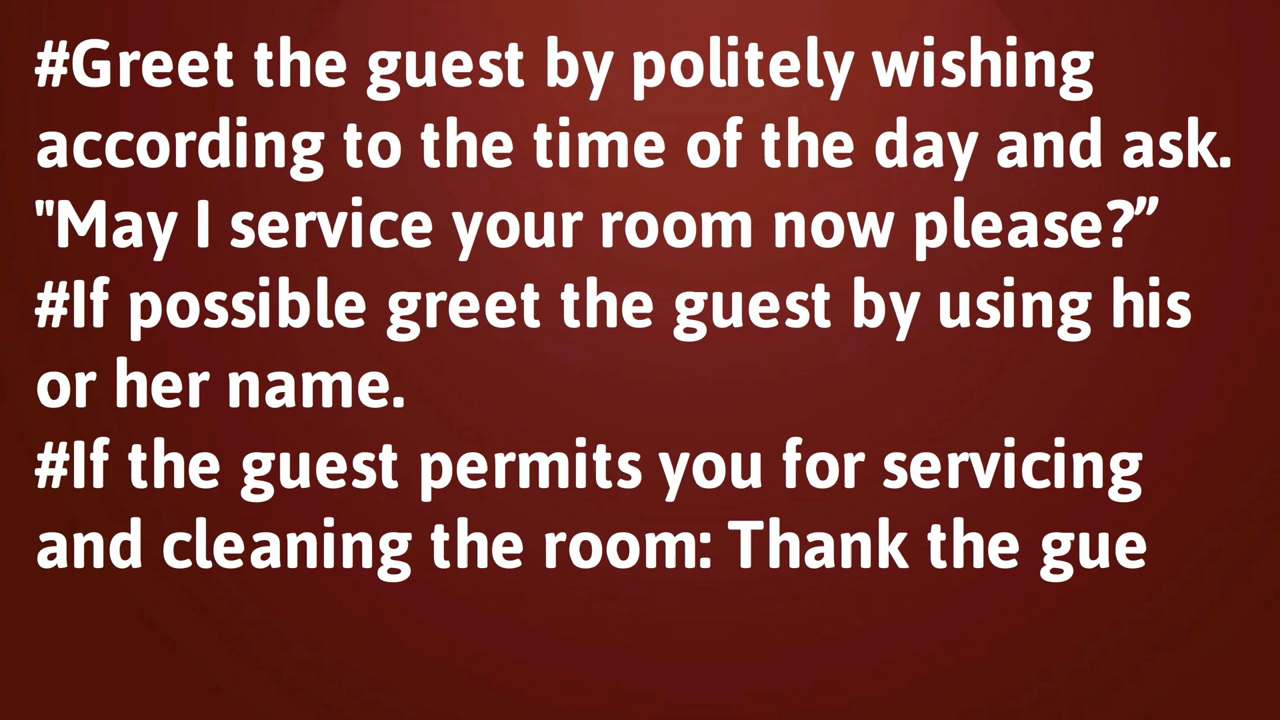 #Greet the guest by politely wishing
according to the time of the day and ask.
"May I service your room now please?”
#If possible greet the guest by using his
or her name.
#If the guest permits you for servicing
and cleaning the room: Thank the gue